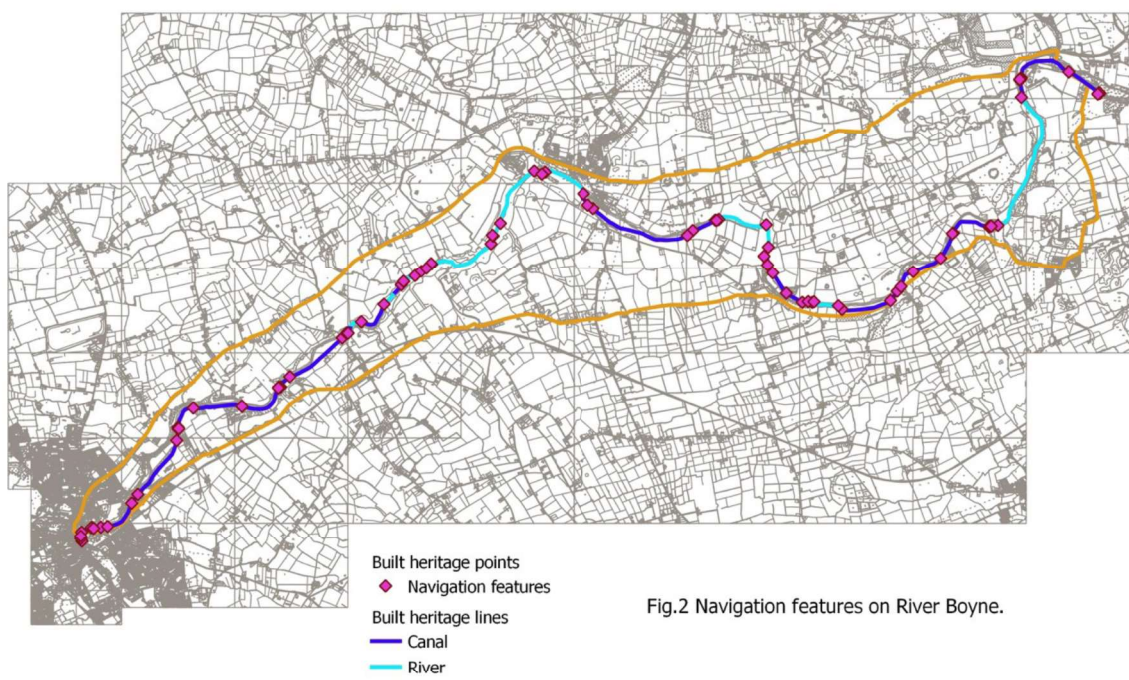 Built heritage points
Navigation features
Built heritage lines
Canal
River
Fig.2 Navigation features on River Boyne.